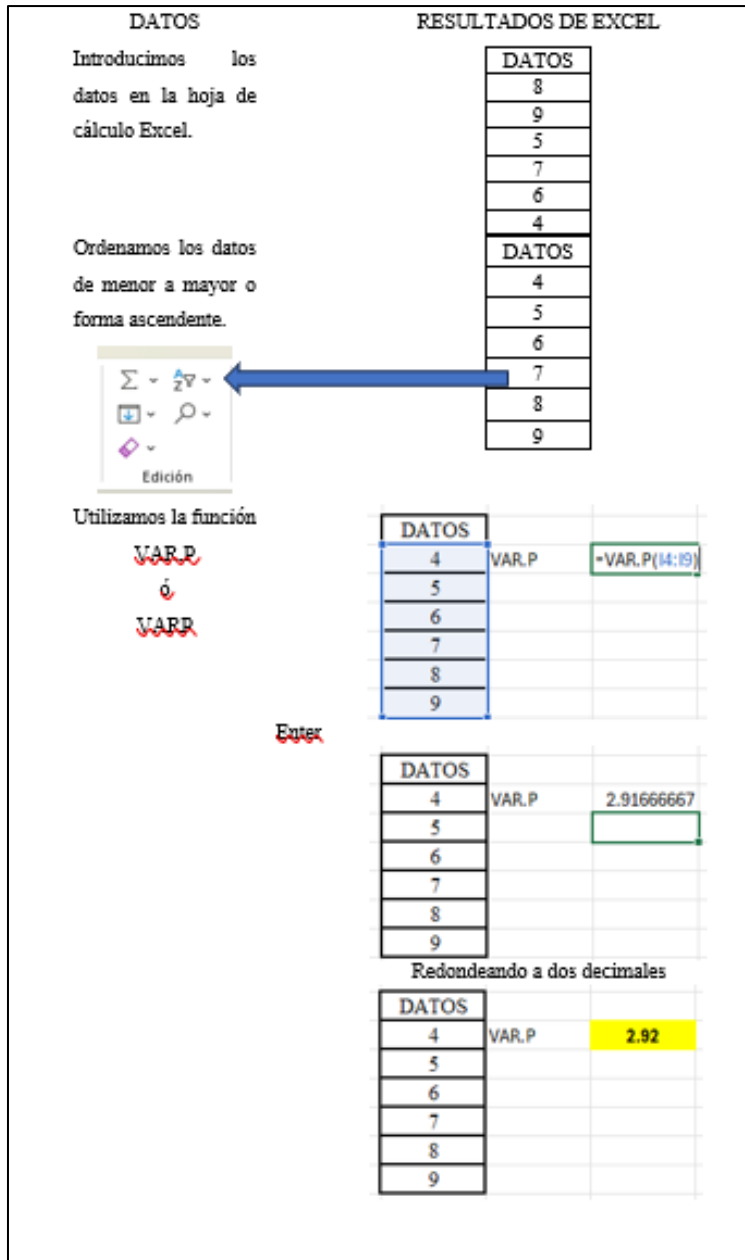 DATOS
RESULTADOS DE EXCEL
Introducimos los
datos en la hoja de
cálculo Excel.
DATOS
8
9
5
7
6
4
Ordenamos los datos
de menor a mayor o
forma ascendente.
DATOS
4
5
6
7
8
9
Edición
Utilizamos la función
VAR.P
ó
VARP
DATOS
4 VAR.P =VAR.P(I4:I9)
5
6
7
8
9
Enter
DATOS
4 VAR.P 2.91666667
5
6
7
8
9
Redondeando a dos decimales
DATOS
4 VAR.P 2.92
5
6
7
8
9